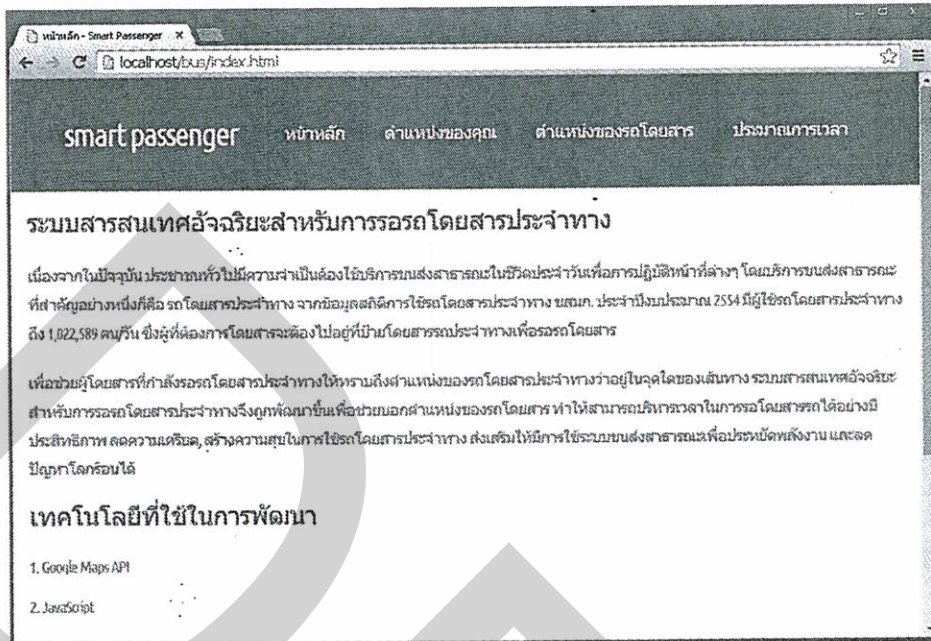 หน้าหลัก - Smart Passenger
localhost/bus/index.html
smart passenger หน้าหลัก ตำแหน่งของคุณ ตำแหน่งของรถโดยสาร ประมาณการเวลา
ระบบสารสนเทศอัจฉริยะสำหรับการรอรถโดยสารประจำทาง
เนื่องจากในปัจจุบัน ประชาชนทั่วไปมีความจำเป็นต้องใช้บริการขนส่งสาธารณะในชีวิตประจำวันเพื่อการปฏิบัติหน้าที่ต่างๆ โดยบริการขนส่งสาธารณะ
ที่สำคัญอย่างหนึ่งก็คือ รถโดยสารประจำทาง จากข้อมูลสถิติการใช้รถโดยสารประจำทาง ขสมก. ประจำปีงบประมาณ 2554 มีผู้ใช้รถโดยสารประจำทาง
ถึง 1,022,589 คน/วัน ซึ่งผู้ที่ต้องการโดยสารจะต้องไปอยู่ที่ป้ายโดยสารรถประจำทางเพื่อรอรถโดยสาร
เพื่อช่วยผู้โดยสารที่กำลังรอรถโดยสารประจำทางให้ทราบถึงตำแหน่งของรถโดยสารประจำทางว่าอยู่ในจุดใดของเส้นทาง ระบบสารสนเทศอัจฉริยะ
สำหรับการรอรถโดยสารประจำทางจึงถูกพัฒนาขึ้นเพื่อช่วยบอกตำแหน่งของรถโดยสาร ทำให้สามารถบริหารเวลาในการรอโดยสารรถได้อย่างมี
ประสิทธิภาพ ลดความเครียด, สร้างความสุขในการใช้รถโดยสารประจำทาง ส่งเสริมให้มีการใช้ระบบขนส่งสาธารณะเพื่อประหยัดพลังงาน และลด
ปัญหาโลกร้อนได้
เทคโนโลยีที่ใช้ในการพัฒนา
1. Google Maps API
2. JavaScript